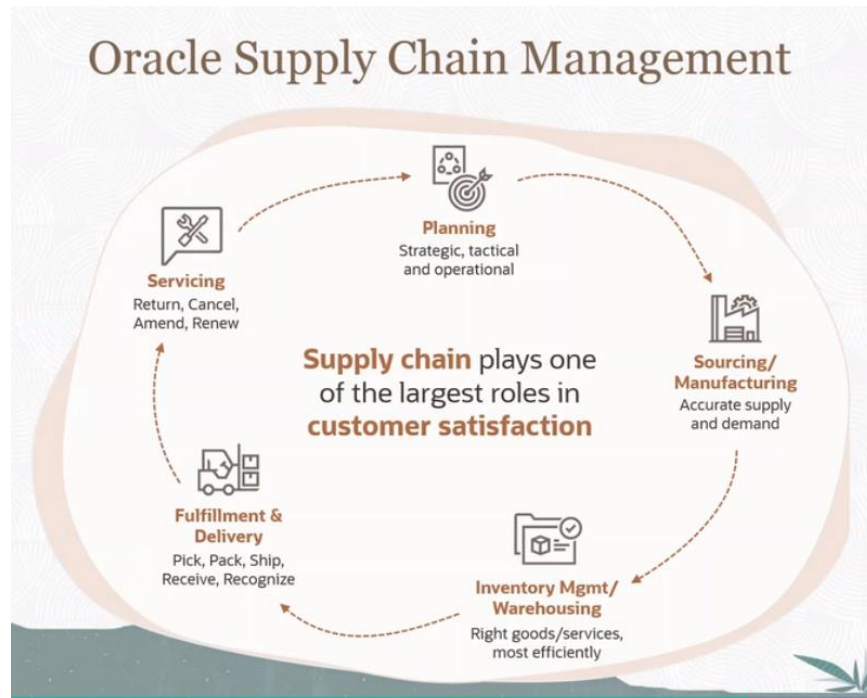 Oracle Supply Chain Management
Planning
Strategic, tactical
and operational
Sourcing/
Manufacturing
Accurate supply
and demand
Inventory Mgmt/
Warehousing
Right goods/services,
most efficiently
Fulfillment &
Delivery
Pick, Pack, Ship,
Receive, Recognize
Servicing
Return, Cancel,
Amend, Renew
Supply chain plays one
of the largest roles in
customer satisfaction